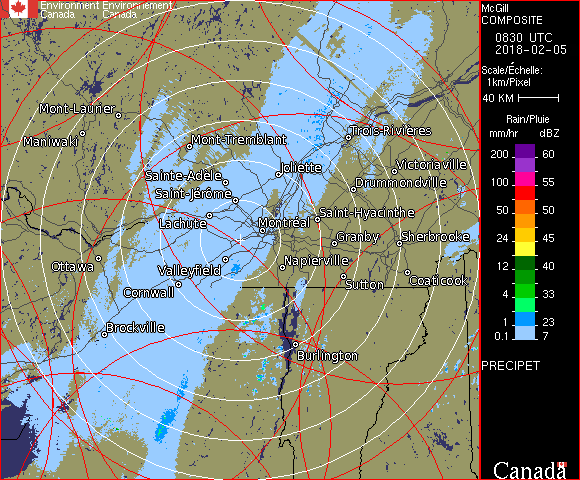 Environment Environnement
Canada Canada
McGill
COMPOSITE
0830 UTC
2018-02-05
Scale/Échelle:
1km/Pixel
40 KM
Rain/Pluie
mm/hr dBZ
200 60
100 55
50 50
24 45
12 40
4 33
1 23
0.1 7
PRECIPET
Canada
Mont-Laurier
Maniwaki
Mont-Tremblant
Trois-Rivières
Sainte-Adèle
Joliette
Victoriaville
Saint-Jérôme
Drummondville
Lachute
Montréal
Saint-Hyacinthe
Granby
Sherbrooke
Ottawa
Valleyfield
Napierville
Cornwall
Sutton
Coaticook
Brockville
Burlington